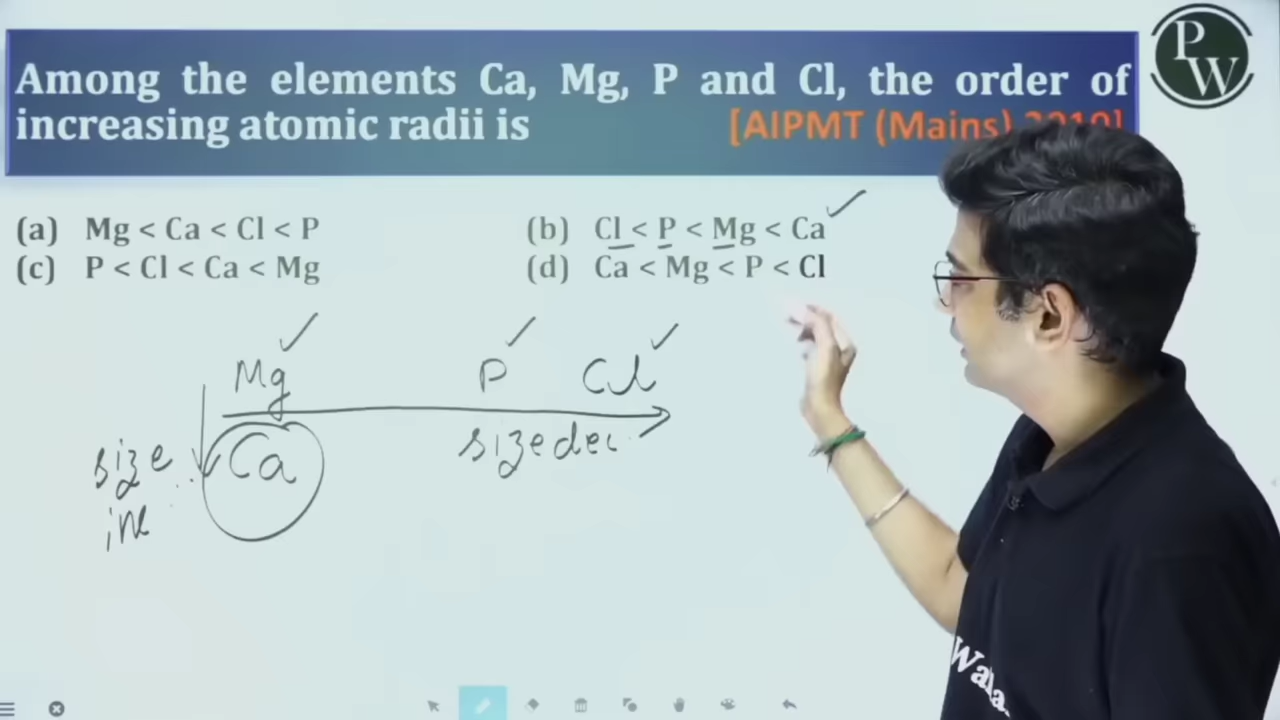 Among the elements Ca, Mg, P and Cl, the order of
increasing atomic radii is [AIPMT (Mains) 2010]
PW
(a) Mg < Ca < Cl < P
(b) Cl < P < Mg < Ca
(c) P < Cl < Ca < Mg
(d) Ca < Mg < P < Cl
Mg P Cl
size dec
Ca
size
inc